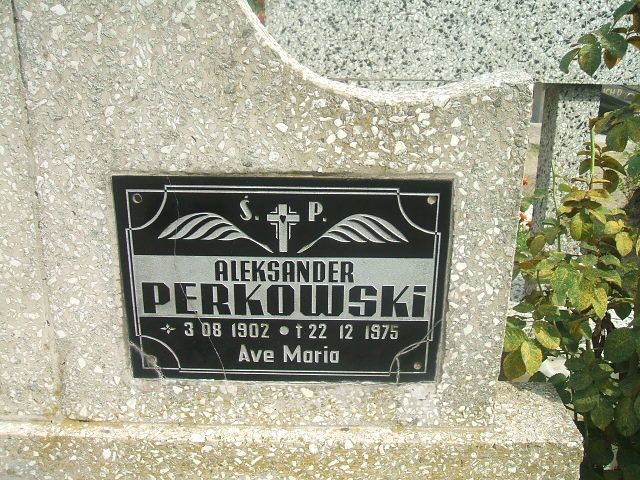 Ś. P.
ALEKSANDER
PERKOWSKi
3 08 1902 • † 22 12 1975
Ave Maria